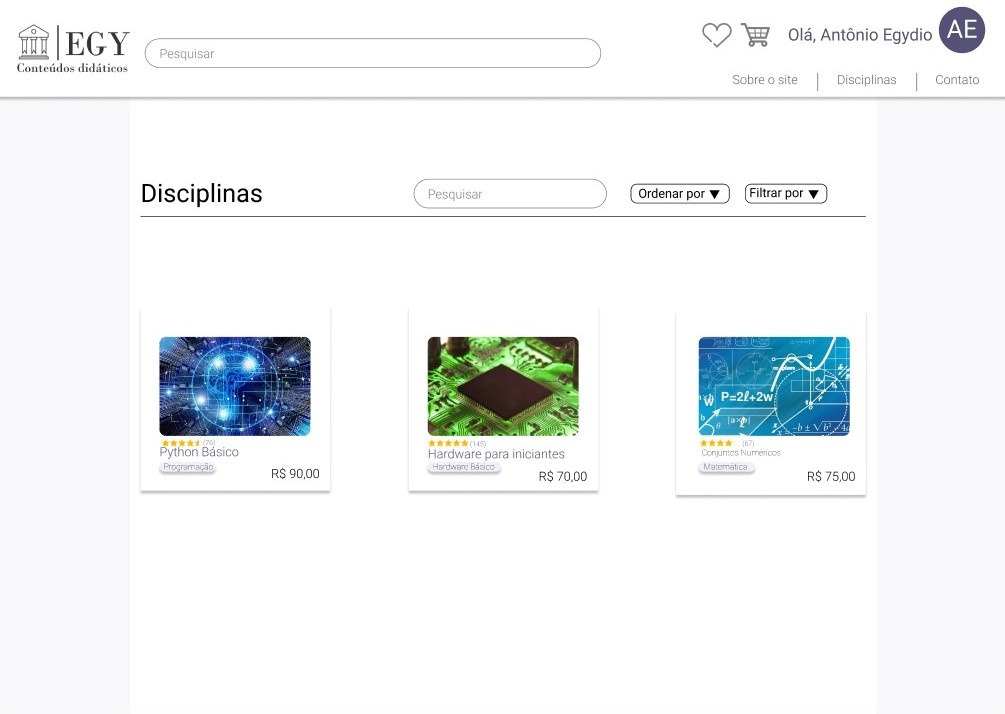 EGY
Conteúdos didáticos
Pesquisar
Olá, Antônio Egydio
AE
Sobre o site
Disciplinas
Contato
Disciplinas
Pesquisar
Ordenar por ▼
Filtrar por ▼
(76)
Python Básico
Programação
R$ 90,00
(145)
Hardware para iniciantes
Hardware Básico
R$ 70,00
P=2ℓ+2w
(67)
Conjuntos Numéricos
Matemática
R$ 75,00